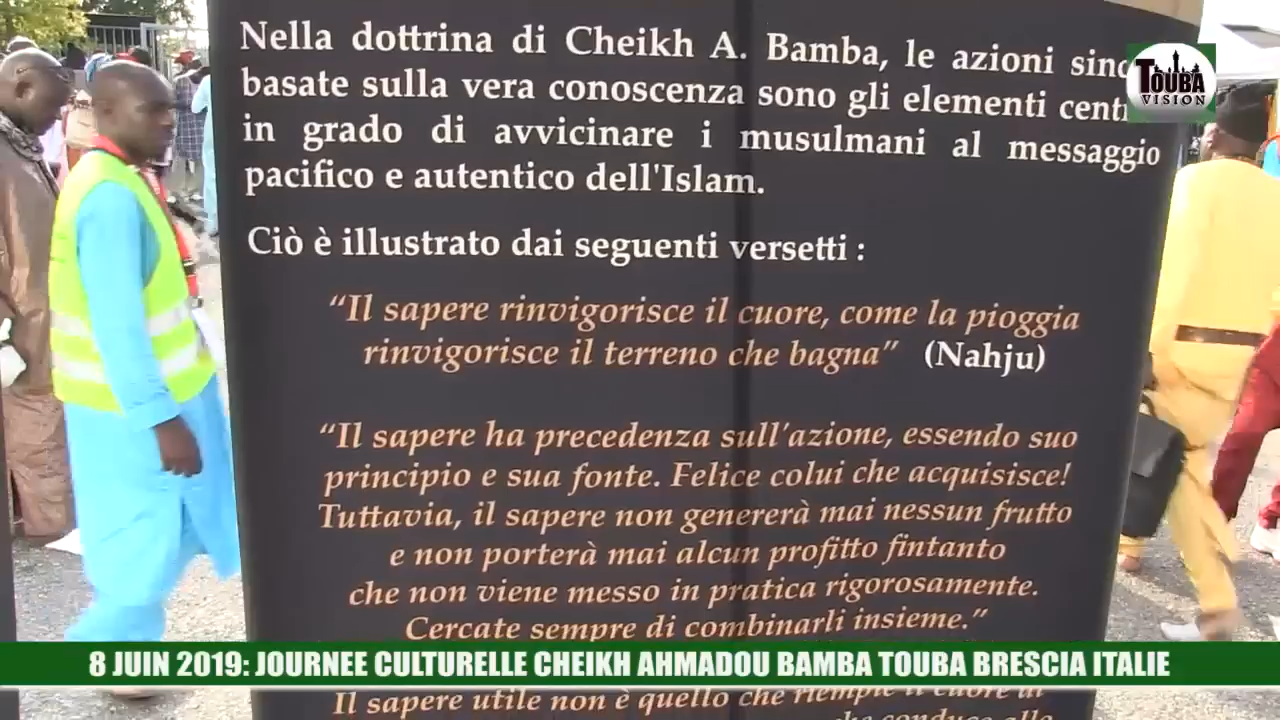 Nella dottrina di Cheikh A. Bamba, le azioni
basate sulla vera conoscenza sono gli elementi
in grado di avvicinare i musulmani al messaggio
pacifico e autentico dell'Islam.
Ciò è illustrato dai seguenti versetti :
“Il sapere rinvigorisce il cuore, come la pioggia
rinvigorisce il terreno che bagna” (Nahju)
“Il sapere ha precedenza sull'azione, essendo suo
principio e sua fonte. Felice colui che acquisisce!
Tuttavia, il sapere non genererà mai nessun frutto
e non porterà mai alcun profitto fintanto
che non viene messo in pratica rigorosamente.
Cercate sempre di combinarli insieme.”
Il sapere utile non è quello che riempie il cuore di
TOUBA
VISION
8 JUIN 2019: JOURNEE CULTURELLE CHEIKH AHMADOU BAMBA TOUBA BRESCIA ITALIE